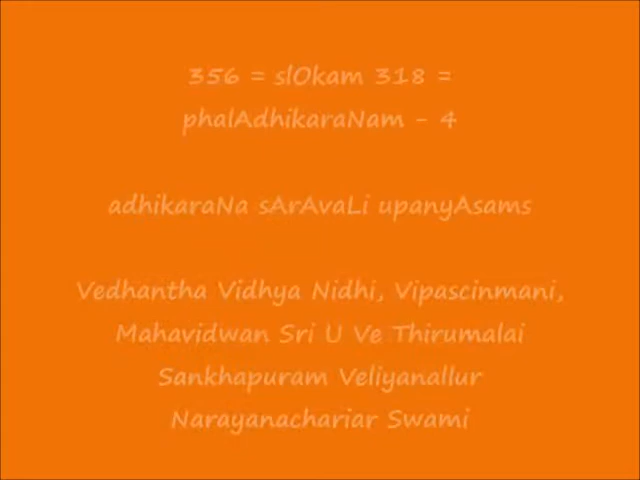 356 = slOkam 318 =
phalAdhikaraNam - 4
adhikaraNa sArAvaLi upanyAsams
Vedhantha Vidhya Nidhi, Vipascinmani,
Mahavidwan Sri U Ve Thirumalai
Sankhapuram Veliyanallur
Narayanachariar Swami